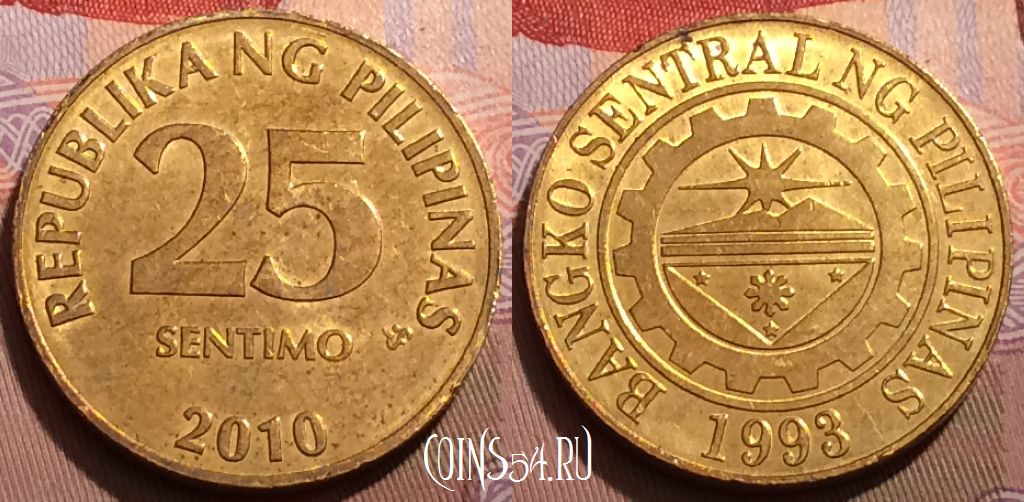 REPUBLIKA NG PILIPINAS
25
SENTIMO
2010
BANGKO SENTRAL NG PILIPINAS
1993
COINS54.RU